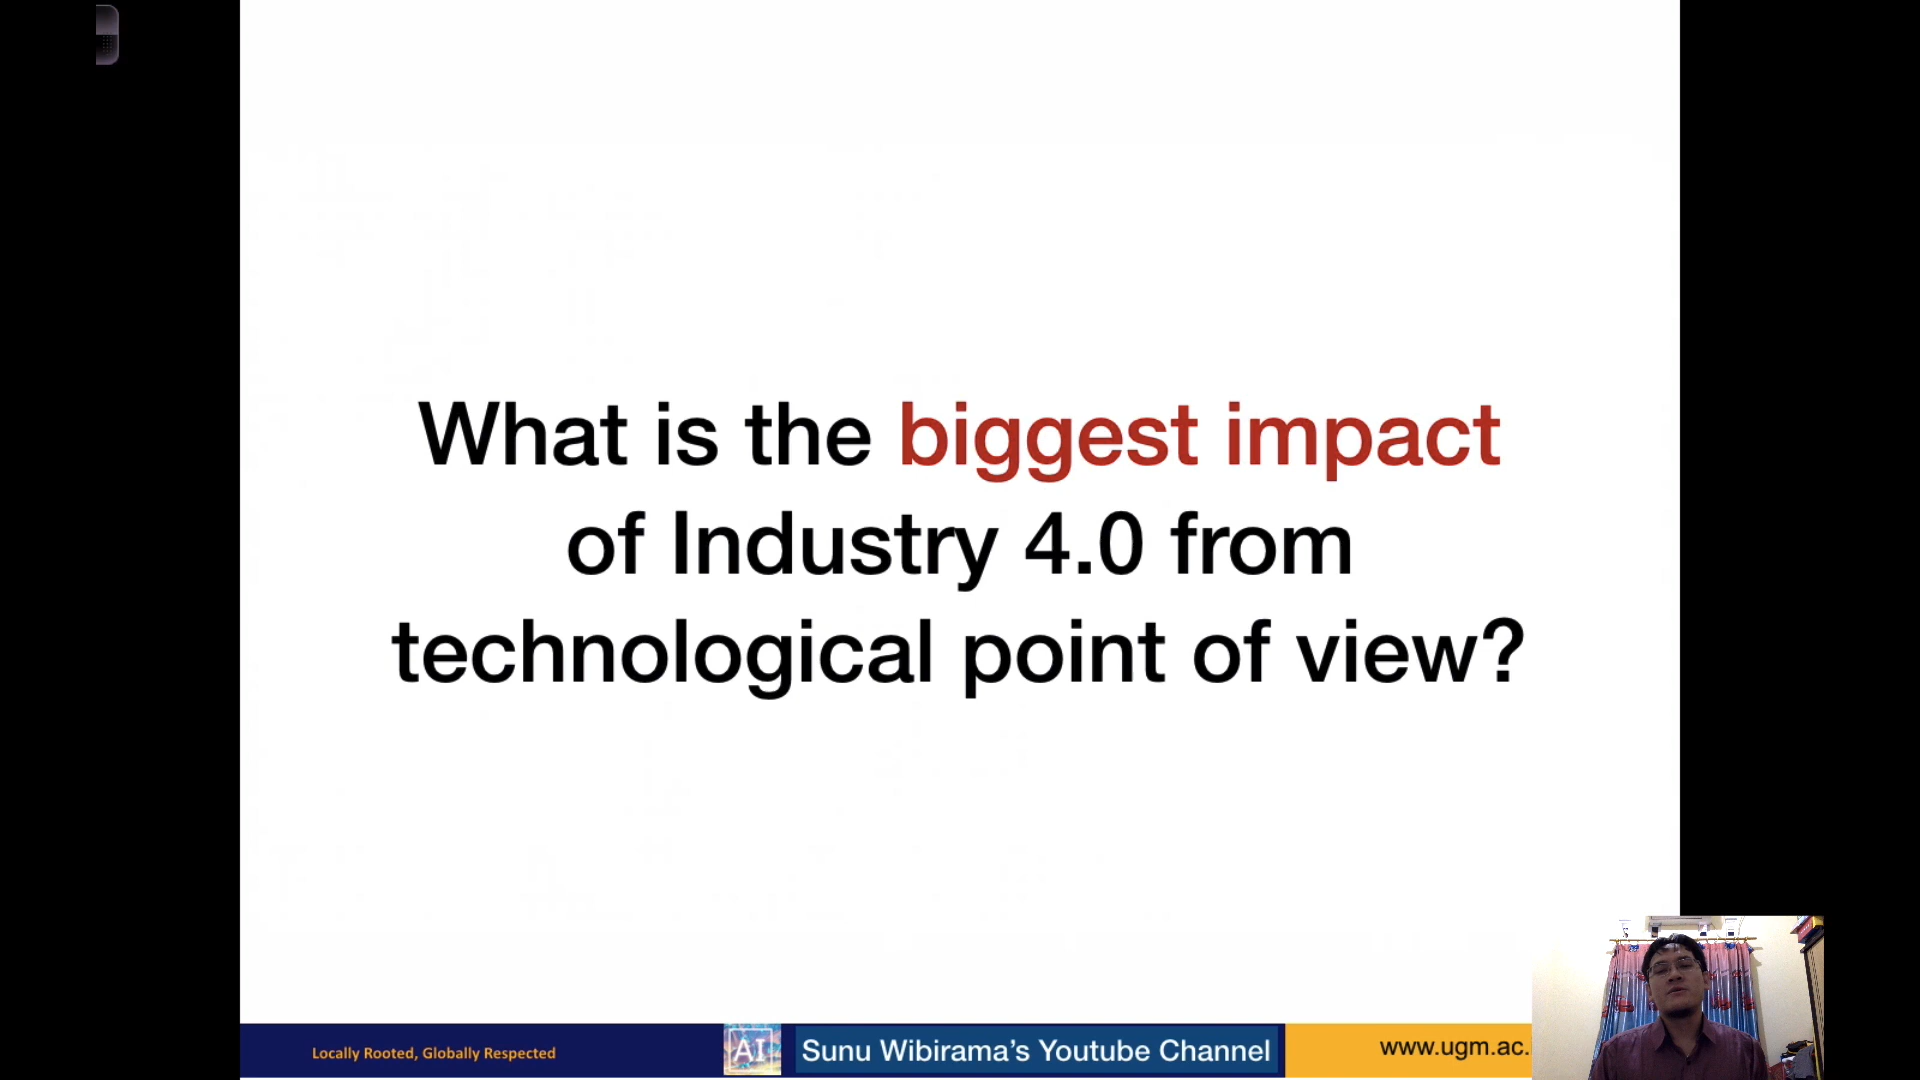 What is the biggest impact
of Industry 4.0 from
technological point of view?
Locally Rooted, Globally Respected
AI
Sunu Wibirama’s Youtube Channel
www.ugm.ac.